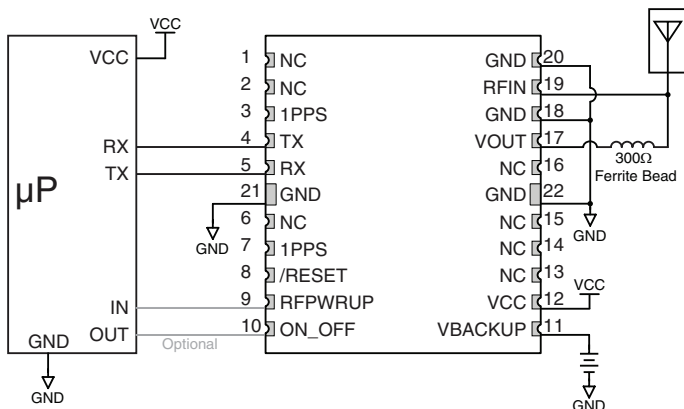 VCC
VCC
RX
TX
µP
IN
OUT
GND
GND
Optional
1 NC
2 NC
3 1PPS
4 TX
5 RX
21 GND
GND
6 NC
7 1PPS
8 /RESET
9 RFPWRUP
10 ON_OFF
GND 20
RFIN 19
GND 18
VOUT 17
NC 16
GND 22
NC 15
NC 14
NC 13
VCC 12
VBACKUP 11
300Ω
Ferrite Bead
GND
VCC
GND